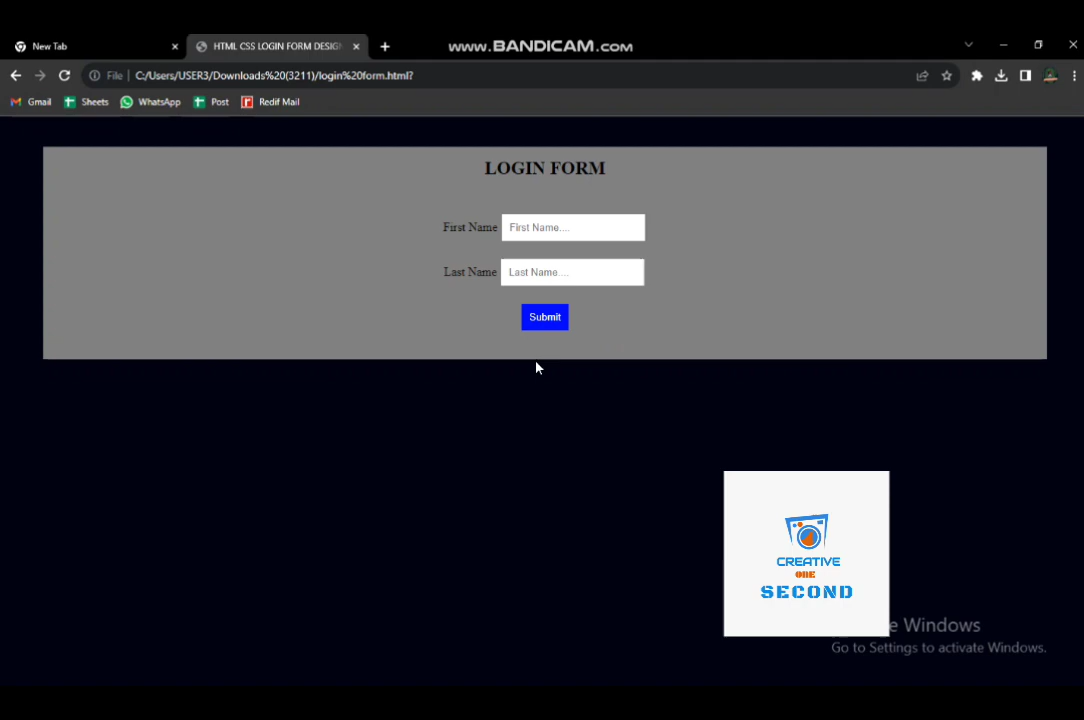 New Tab
HTML CSS LOGIN FORM DESIGN
www.BANDICAM.com
File
C:/Users/USER3/Downloads%20(3211)/login%20form.html?
Gmail
Sheets
WhatsApp
Post
Redif Mail
LOGIN FORM
First Name First Name....
Last Name Last Name....
Submit
CREATIVE
ONE
SECOND
e Windows
Go to Settings to activate Windows.